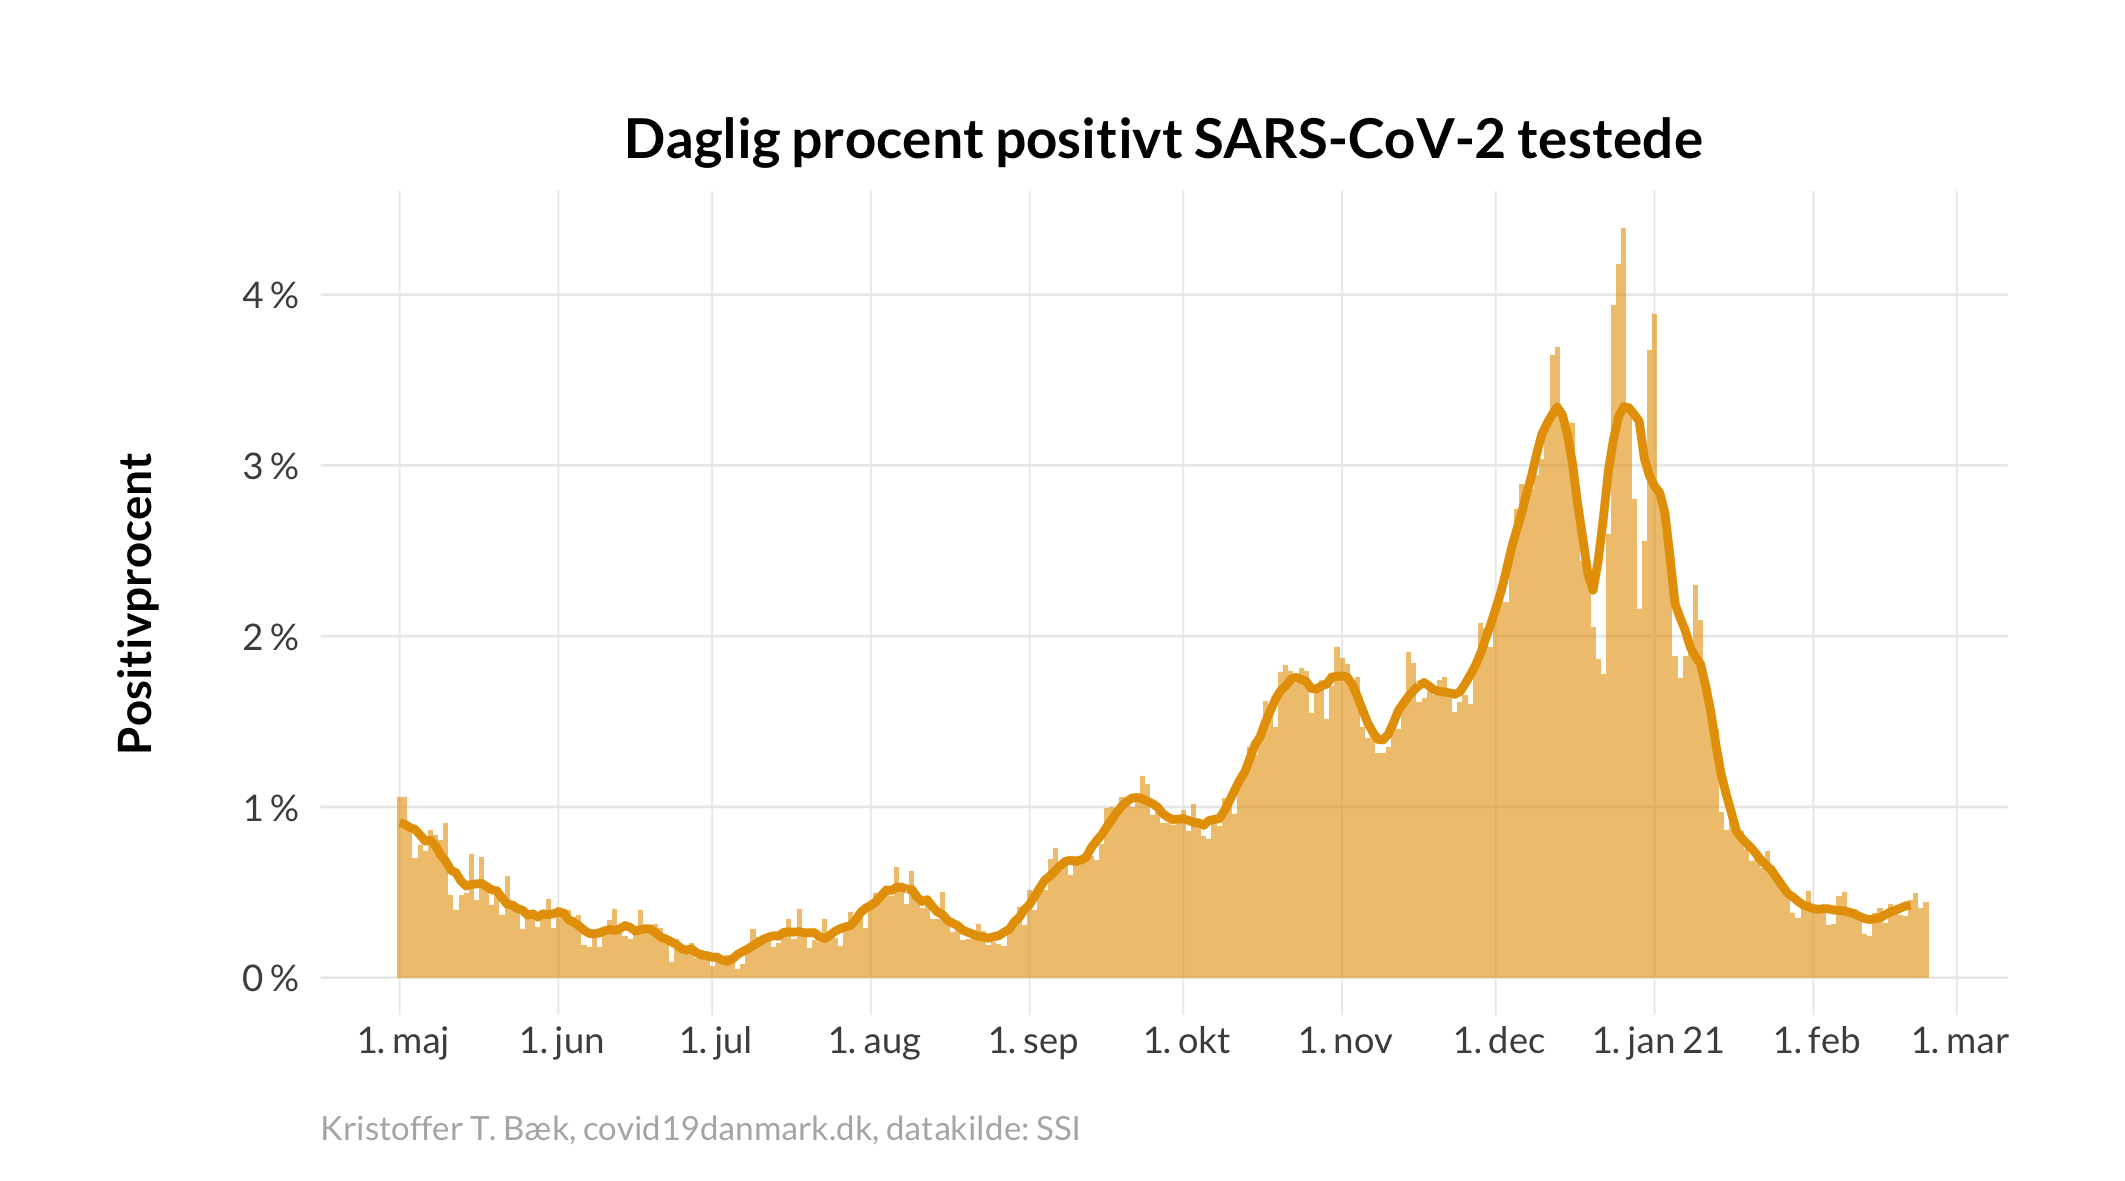 Daglig procent positivt SARS-CoV-2 testede
Positivprocent
4 %
3 %
2 %
1 %
0 %
1. maj 1. jun 1. jul 1. aug 1. sep 1. okt 1. nov 1. dec 1. jan 21 1. feb 1. mar
Kristoffer T. Bæk, covid19danmark.dk, datakilde: SSI